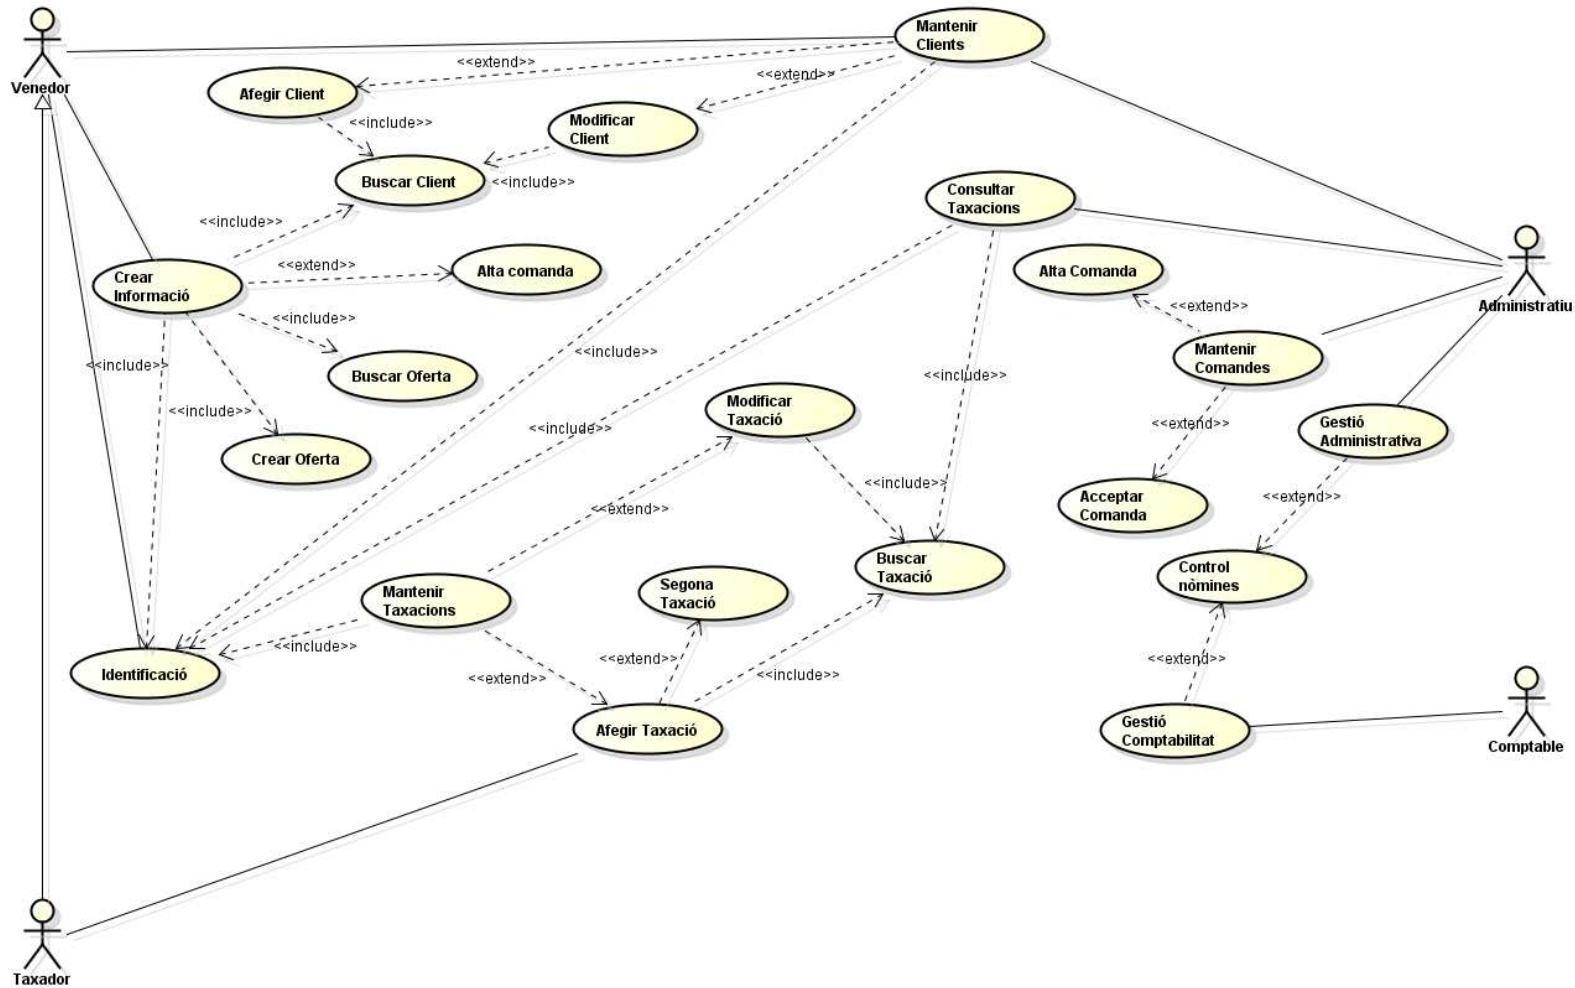 Mantenir
Clients
<<extend>>
<<extend>>
Venedor
Afegir Client
<<include>>
Modificar
Client
Buscar Client
<<include>>
Consultar
Taxacions
<<include>>
Crear
Informació
<<extend>>
Alta comanda
Alta Comanda
<<extend>>
Administratiu
<<include>>
<<include>>
<<include>>
Mantenir
Comandes
Buscar Oferta
<<include>>
<<include>>
Modificar
Taxació
<<include>>
<<extend>>
Gestió
Administrativa
Crear Oferta
<<include>>
<<extend>>
Acceptar
Comanda
<<extend>>
Buscar
Taxació
Control
nòmines
Mantenir
Taxacions
Segona
Taxació
<<include>>
<<extend>>
<<extend>>
Identificació
<<extend>>
<<include>>
Afegir Taxació
Gestió
Comptabilitat
Comptable
Taxador